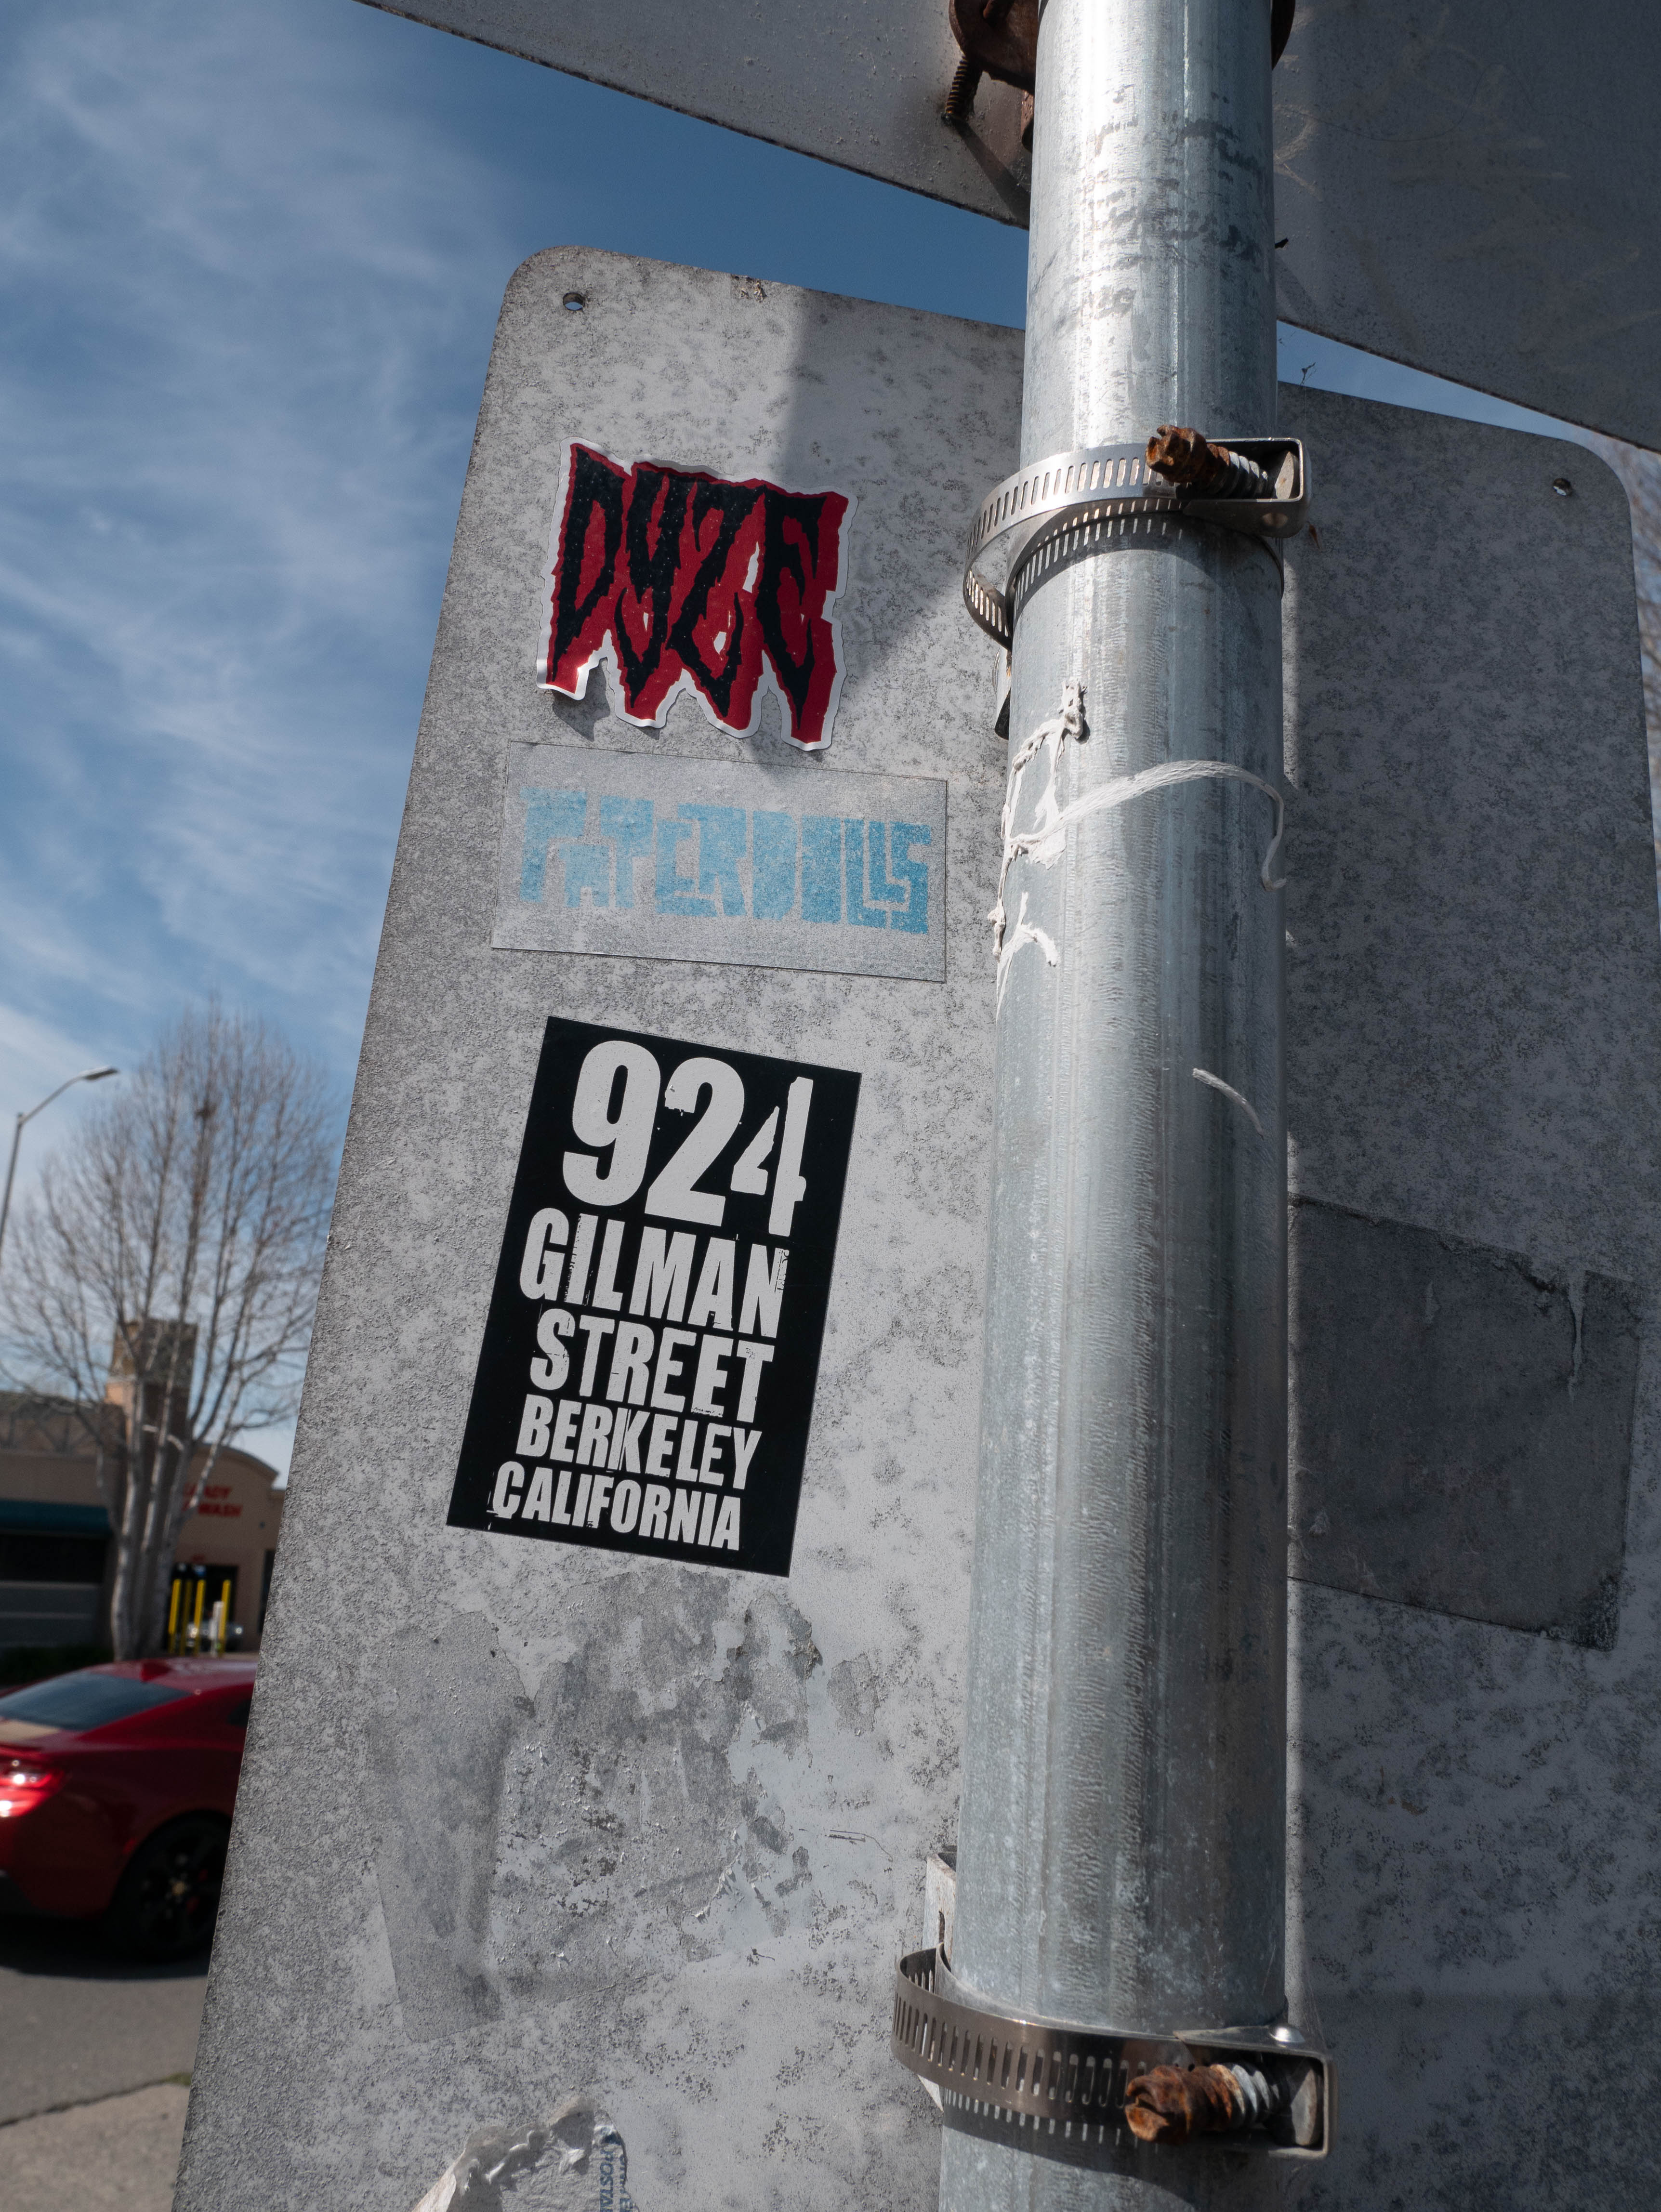 DYZE
PAPERDOLLS
924
GILMAN
STREET
BERKELEY
CALIFORNIA